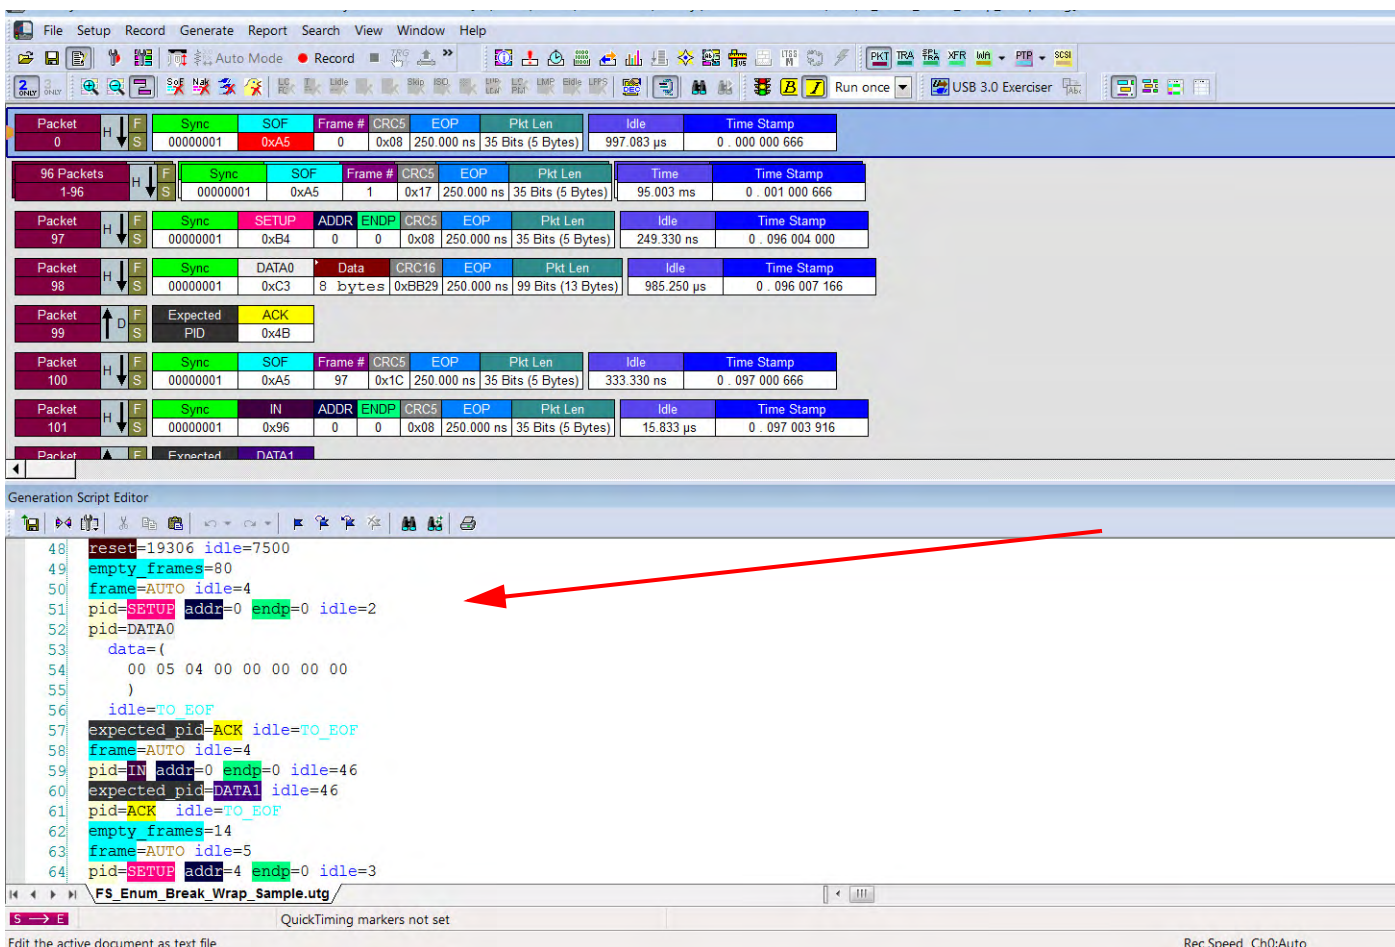 File Setup Record Generate Report Search View Window Help
Auto Mode Record PKT TRA XFR PTP SCSI
2 ONLY Run once USB 3.0 Exerciser
Packet H F Sync SOF Frame # CRC5 EOP Pkt Len Idle Time Stamp
0 S 00000001 0xA5 0 0x08 250.000 ns 35 Bits (5 Bytes) 997.083 µs 0 . 000 000 666
96 Packets H F Sync SOF Frame # CRC5 EOP Pkt Len Time Time Stamp
1-96 S 00000001 0xA5 1 0x17 250.000 ns 35 Bits (5 Bytes) 95.003 ms 0 . 001 000 666
Packet H F Sync SETUP ADDR ENDP CRC5 EOP Pkt Len Idle Time Stamp
97 S 00000001 0xB4 0 0 0x08 250.000 ns 35 Bits (5 Bytes) 249.330 ns 0 . 096 004 000
Packet H F Sync DATA0 Data CRC16 EOP Pkt Len Idle Time Stamp
98 S 00000001 0xC3 8 bytes 0xBB29 250.000 ns 99 Bits (13 Bytes) 985.250 µs 0 . 096 007 166
Packet D F Expected ACK
99 S PID 0x4B
Packet H F Sync SOF Frame # CRC5 EOP Pkt Len Idle Time Stamp
100 S 00000001 0xA5 97 0x1C 250.000 ns 35 Bits (5 Bytes) 333.330 ns 0 . 097 000 666
Packet H F Sync IN ADDR ENDP CRC5 EOP Pkt Len Idle Time Stamp
101 S 00000001 0x96 0 0 0x08 250.000 ns 35 Bits (5 Bytes) 15.833 µs 0 . 097 003 916
Packet F Expected DATA1
Generation Script Editor
48 reset=19306 idle=7500
49 empty_frames=80
50 frame=AUTO idle=4
51 pid=SETUP addr=0 endp=0 idle=2
52 pid=DATA0
53 data=(
54 00 05 04 00 00 00 00 00
55 )
56 idle=TO_EOF
57 expected_pid=ACK idle=TO_EOF
58 frame=AUTO idle=4
59 pid=IN addr=0 endp=0 idle=46
60 expected_pid=DATA1 idle=46
61 pid=ACK idle=TO_EOF
62 empty_frames=14
63 frame=AUTO idle=5
64 pid=SETUP addr=4 endp=0 idle=3
FS_Enum_Break_Wrap_Sample.utg
S → E QuickTiming markers not set
Edit the active document as text file Rec Speed Ch0:Auto